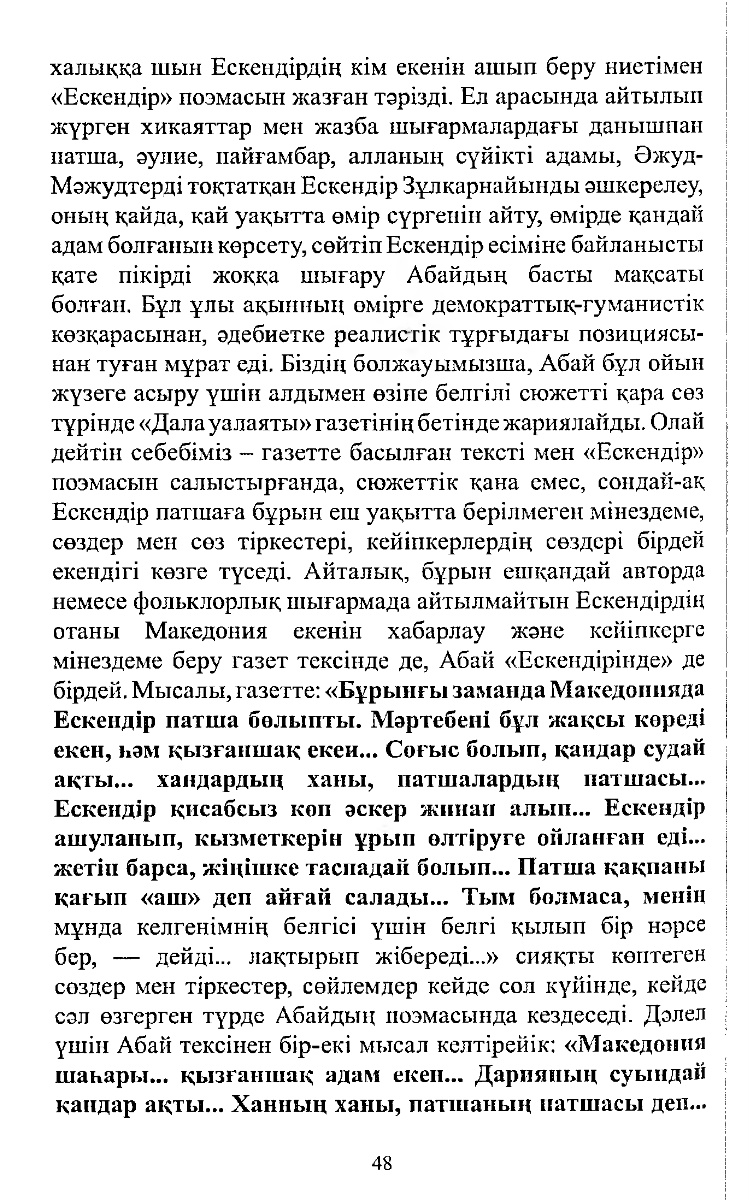 халыққа шын Ескендірдің кім екенін ашып беру ниетімен
«Ескендір» поэмасын жазған тәрізді. Ел арасында айтылып
жүрген хикаяттар мен жазба шығармалардағы данышпан
патша, әулие, пайғамбар, алланың сүйікті адамы, Әжуд-
Мәжудтерді тоқтатқан Ескендір Зұлқарнайынды әшкерелеу,
оның қайда, қай уақытта өмір сүргенін айту, өмірде қандай
адам болғанын көрсету, сөйтіп Ескендір есіміне байланысты
қате пікірді жоққа шығару Абайдың басты мақсаты
болған. Бұл ұлы ақынның өмірге демократтық-гуманистік
көзқарасынан, әдебиетке реалистік тұрғыдағы позициясы-
нан туған мұрат еді. Біздің болжауымызша, Абай бұл ойын
жүзеге асыру үшін алдымен өзіне белгілі сюжетті қара сөз
түрінде «Дала уалаяты» газетінің бетінде жариялайды. Олай
дейтін себебіміз – газетте басылған тексті мен «Ескендір»
поэмасын салыстырғанда, сюжеттік қана емес, сондай-ақ
Ескендір патшаға бұрын еш уақытта берілмеген мінездеме,
сөздер мен сөз тіркестері, кейіпкерлердің сөздері бірдей
екендігі көзге түседі. Айталық, бұрын ешқандай авторда
немесе фольклорлық шығармада айтылмайтын Ескендірдің
отаны Македония екенін хабарлау және кейіпкерге
мінездеме беру газет тексінде де, Абай «Ескендірінде» де
бірдей. Мысалы, газетте: «Бұрынғы заманда Македонияда
Ескендір патша болыпты. Мәртебені бұл жақсы көреді
екен, һәм қызғаншақ екен... Соғыс болып, қандар судай
ақты... хандардың ханы, патшалардың патшасы...
Ескендір қисабсыз көп әскер жинап алып... Ескендір
ашуланып, кызметкерін ұрып өлтіруге ойланған еді...
жетіп барса, жіңішке таспадай болып... Патша қақпаны
қағып «аш» деп айғай салады... Тым болмаса, менің
мұнда келгенімнің белгісі үшін белгі қылып бір нәрсе
бер, — дейді... лақтырып жібереді...» сияқты көптеген
сөздер мен тіркестер, сөйлемдер кейде сол күйінде, кейде
сәл өзгерген түрде Абайдың поэмасында кездеседі. Дәлел
үшін Абай тексінен бір-екі мысал келтірейік: «Македония
шаһары... қызғаншақ адам екен... Дарияның суындай
қандар ақты... Ханның ханы, патшаның патшасы деп...
48